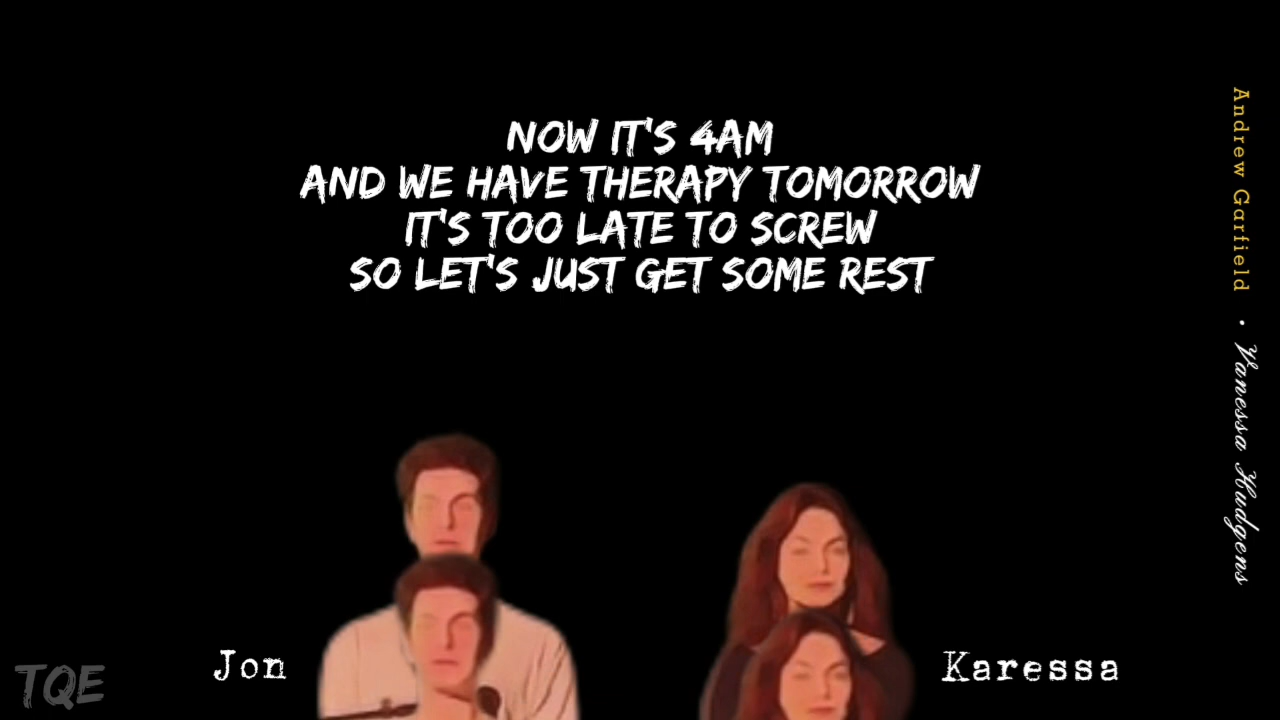 NOW IT'S 4AM
AND WE HAVE THERAPY TOMORROW
IT'S TOO LATE TO SCREW
SO LET'S JUST GET SOME REST
Andrew Garfield • Vanessa Hudgens
Jon
Karessa
TQE